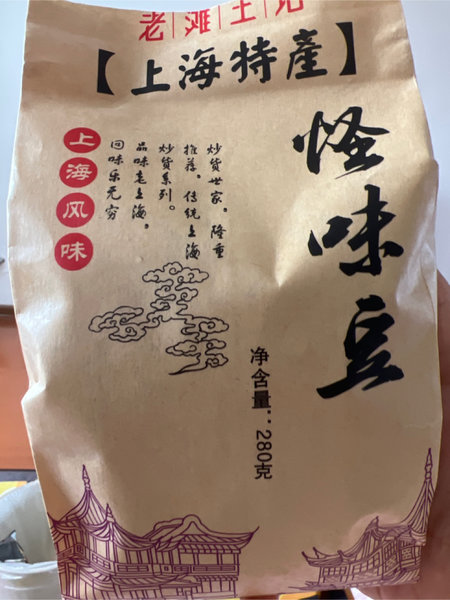 老滩土
【上海特產】
怪味豆
炒货世家，隆重
推荐，传统上海
炒货系列。
品味老上海，
回味乐无穷
上海风味
净含量：280克